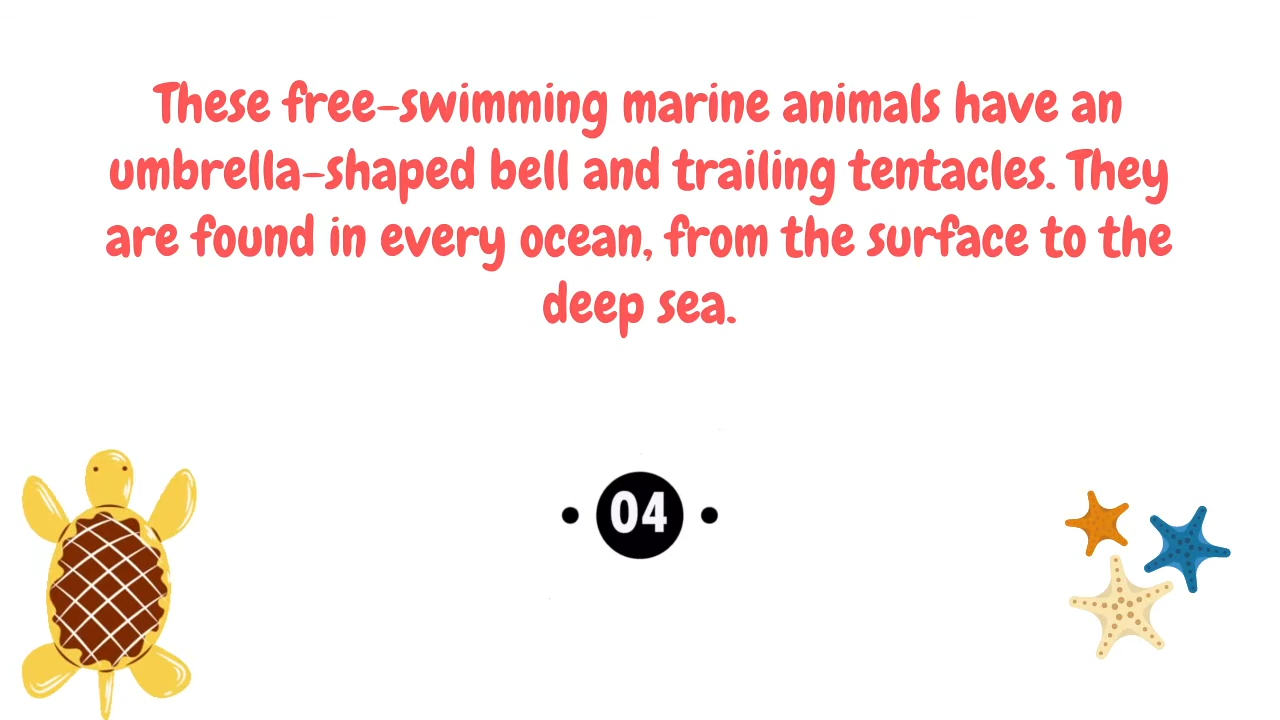 These free-swimming marine animals have an
umbrella-shaped bell and trailing tentacles. They
are found in every ocean, from the surface to the
deep sea.
04